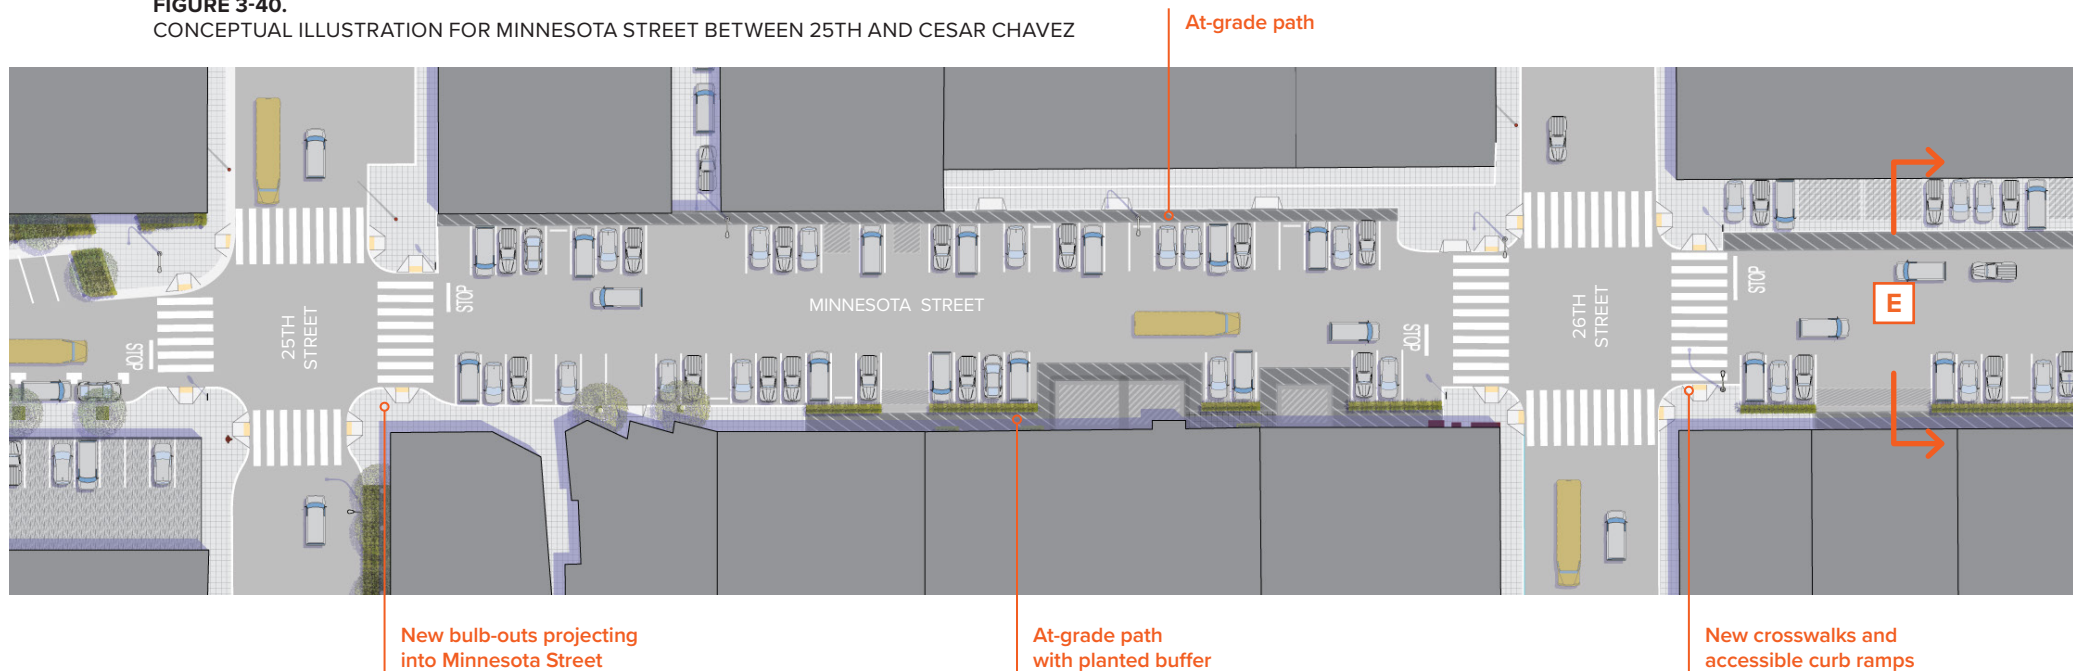 FIGURE 3-40.
CONCEPTUAL ILLUSTRATION FOR MINNESOTA STREET BETWEEN 25TH AND CESAR CHAVEZ
At-grade path
STOP
STOP
25TH
STREET
MINNESOTA STREET
STOP
26TH
STREET
STOP
E
New bulb-outs projecting
into Minnesota Street
At-grade path
with planted buffer
New crosswalks and
accessible curb ramps